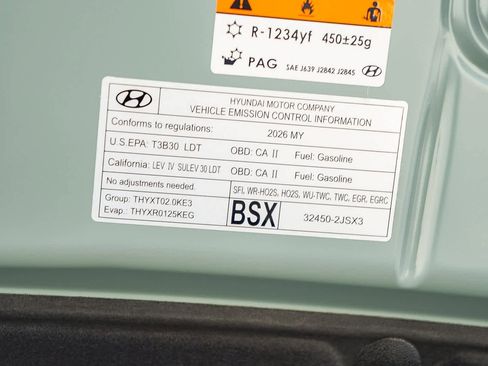 R-1234yf 450±25g
PAG SAE J639 J2842 J2845
HYUNDAI MOTOR COMPANY
VEHICLE EMISSION CONTROL INFORMATION
Conforms to regulations: 2026 MY
U.S.EPA: T3B30 LDT OBD: CA II Fuel: Gasoline
California: LEV IV SULEV30 LDT OBD: CA II Fuel: Gasoline
No adjustments needed. SFI, WR-HO2S, HO2S, WU-TWC, TWC, EGR, EGRC
Group: THYXT02.0KE3
Evap.: THYXR0125KEG
BSX 32450-2JSX3